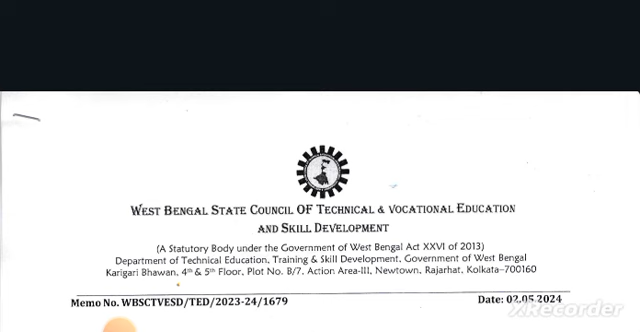 WEST BENGAL STATE COUNCIL OF TECHNICAL & VOCATIONAL EDUCATION
AND SKILL DEVELOPMENT
(A Statutory Body under the Government of West Bengal Act XXVI of 2013)
Department of Technical Education, Training & Skill Development, Government of West Bengal
Karigari Bhawan, 4th & 5th Floor, Plot No. B/7, Action Area-III, Newtown, Rajarhat, Kolkata–700160
Memo No. WBSCTVESD/TED/2023-24/1679
Date: 02.05.2024
XRecorder